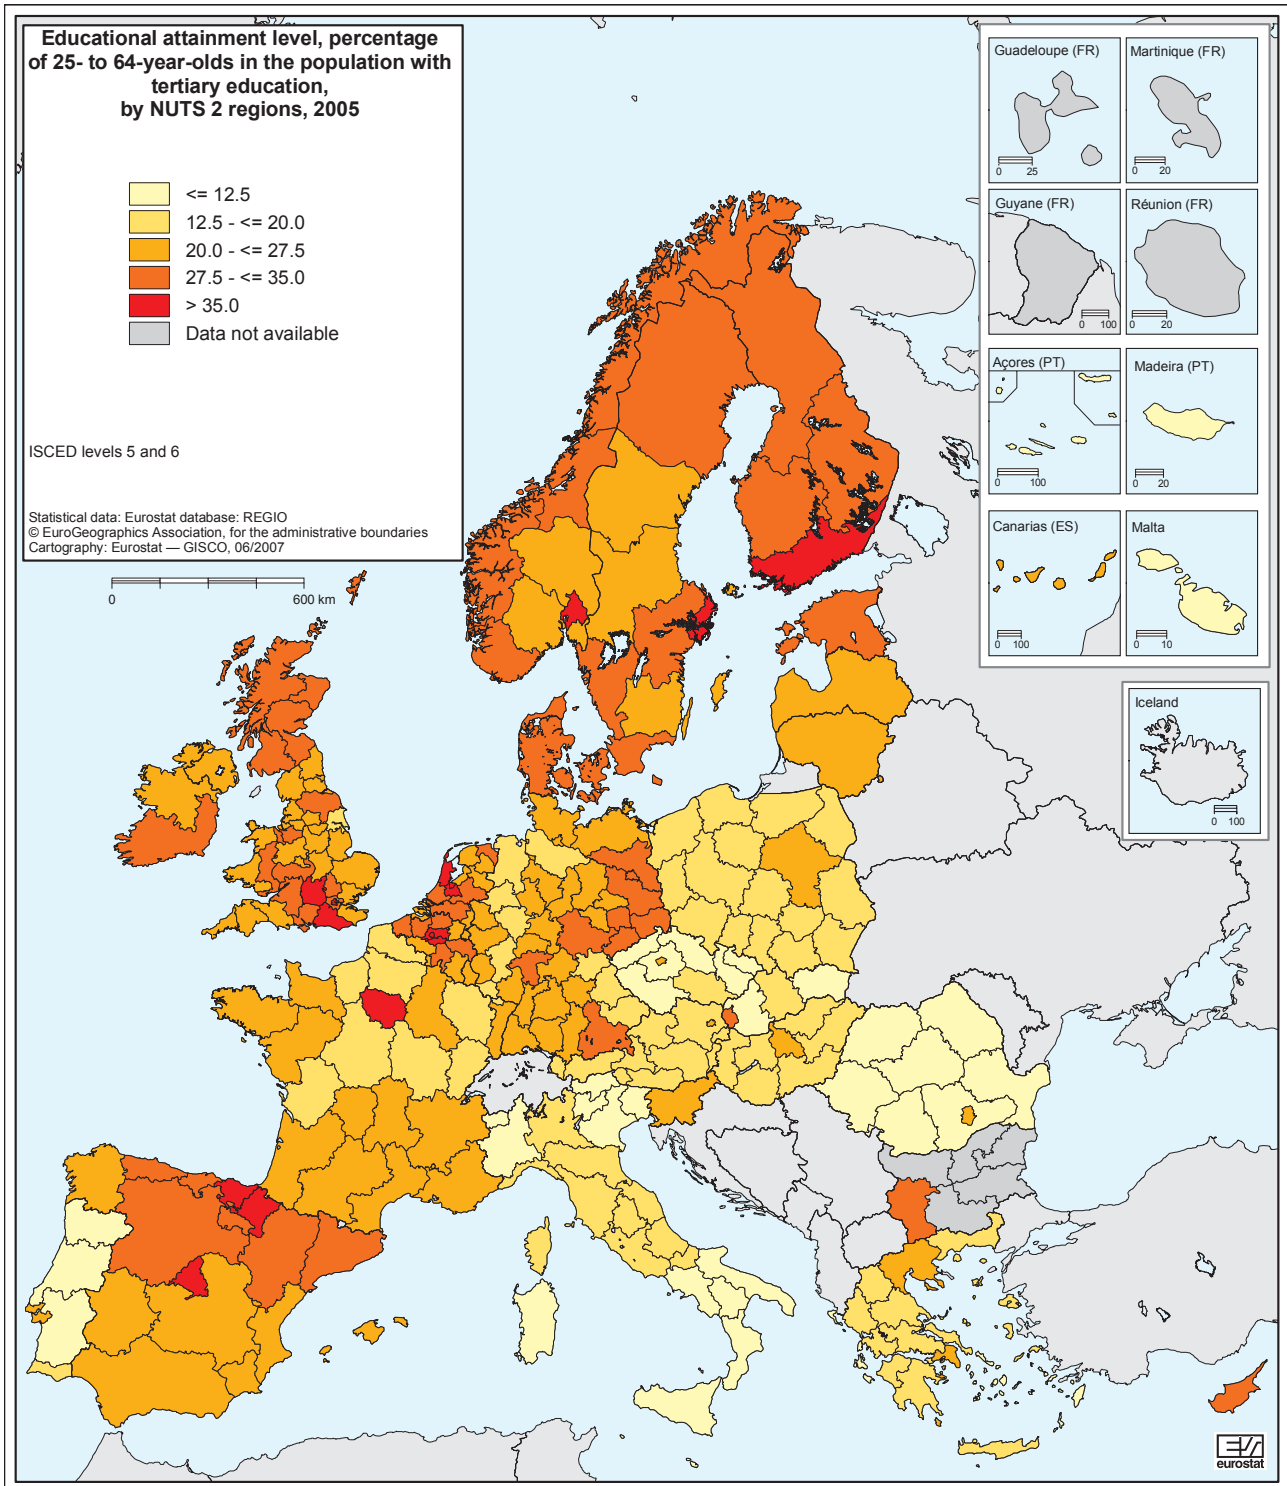 Educational attainment level, percentage
of 25- to 64-year-olds in the population with
tertiary education,
by NUTS 2 regions, 2005
<= 12.5
12.5 - <= 20.0
20.0 - <= 27.5
27.5 - <= 35.0
> 35.0
Data not available
ISCED levels 5 and 6
Statistical data: Eurostat database: REGIO
© EuroGeographics Association, for the administrative boundaries
Cartography: Eurostat — GISCO, 06/2007
0 600 km
Guadeloupe (FR)
0 25
Martinique (FR)
0 20
Guyane (FR)
0 100
Réunion (FR)
0 20
Açores (PT)
0 100
Madeira (PT)
0 20
Canarias (ES)
0 100
Malta
0 10
Iceland
0 100
eurostat